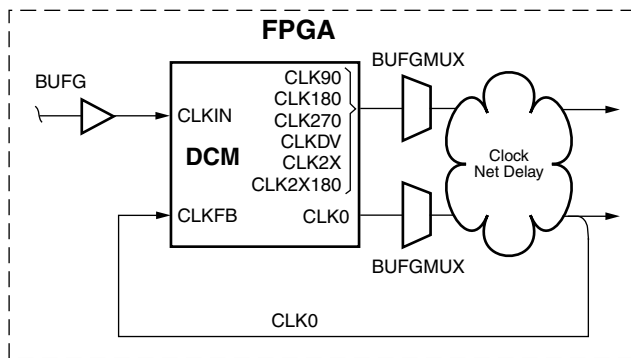 FPGA
BUFG
BUFGMUX
CLK90
CLK180
CLKIN
CLK270
CLKDV
DCM
CLK2X
CLK2X180
Clock
Net Delay
CLKFB
CLK0
BUFGMUX
CLK0